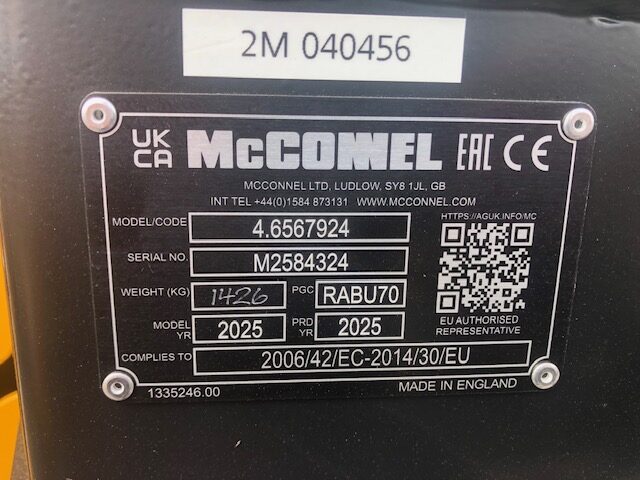 2M 040456
UK CA McCONNEL EAC CE
MCCONNEL LTD, LUDLOW, SY8 1JL, GB
INT TEL +44(0)1584 873131 WWW.MCCONNEL.COM
HTTPS://AGUK.INFO/MC
MODEL/CODE 4.6567924
SERIAL NO. M2584324
WEIGHT (KG) 1426 PGC RABU70
EU AUTHORISED REPRESENTATIVE
MODEL YR 2025 PRD YR 2025
COMPLIES TO 2006/42/EC-2014/30/EU
1335246.00 MADE IN ENGLAND